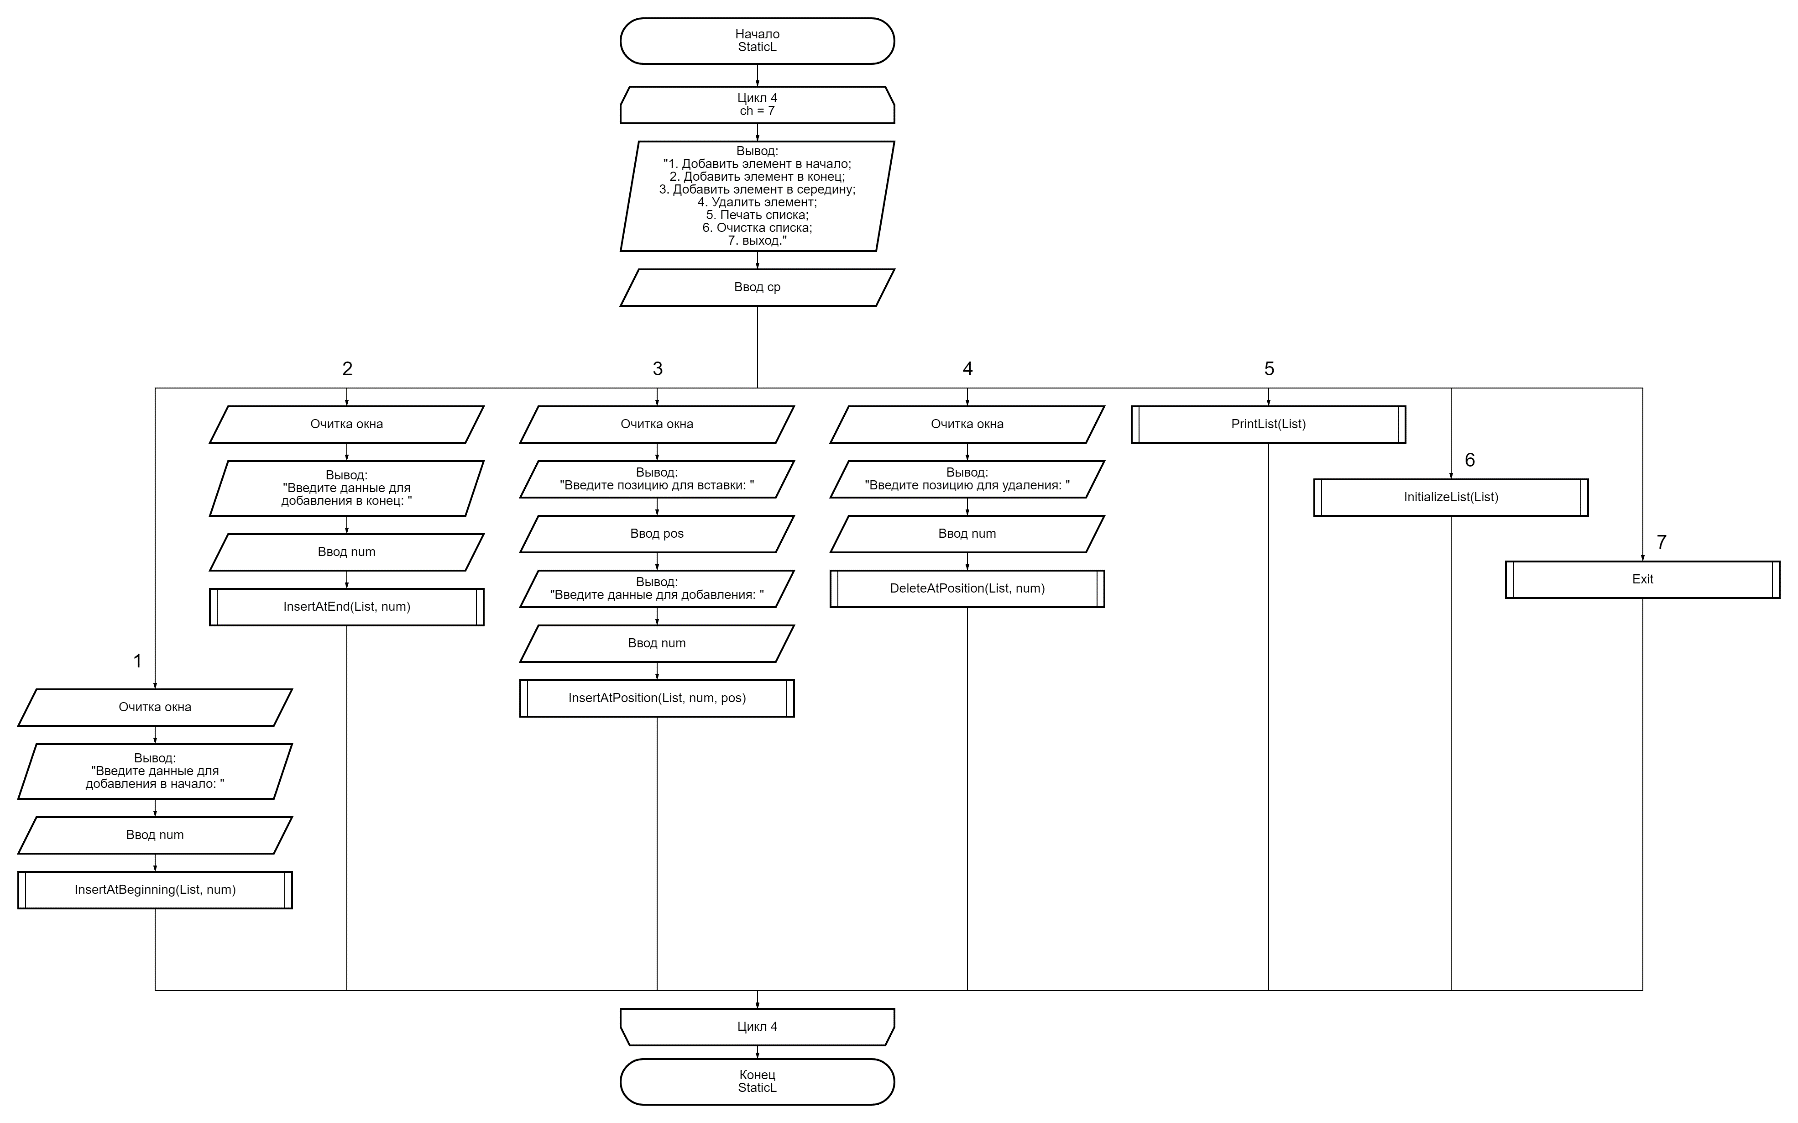 Начало
StaticL
Цикл 4
ch = 7
Вывод:
"1. Добавить элемент в начало;
2. Добавить элемент в конец;
3. Добавить элемент в середину;
4. Удалить элемент;
5. Печать списка;
6. Очистка списка;
7. выход."
Ввод ср
1
Очитка окна
Вывод:
"Введите данные для
добавления в начало: "
Ввод num
InsertAtBeginning(List, num)
2
Очитка окна
Вывод:
"Введите данные для
добавления в конец: "
Ввод num
InsertAtEnd(List, num)
3
Очитка окна
Вывод:
"Введите позицию для вставки: "
Ввод pos
Вывод:
"Введите данные для добавления: "
Ввод num
InsertAtPosition(List, num, pos)
4
Очитка окна
Вывод:
"Введите позицию для удаления: "
Ввод num
DeleteAtPosition(List, num)
5
PrintList(List)
6
InitializeList(List)
7
Exit
Цикл 4
Конец
StaticL